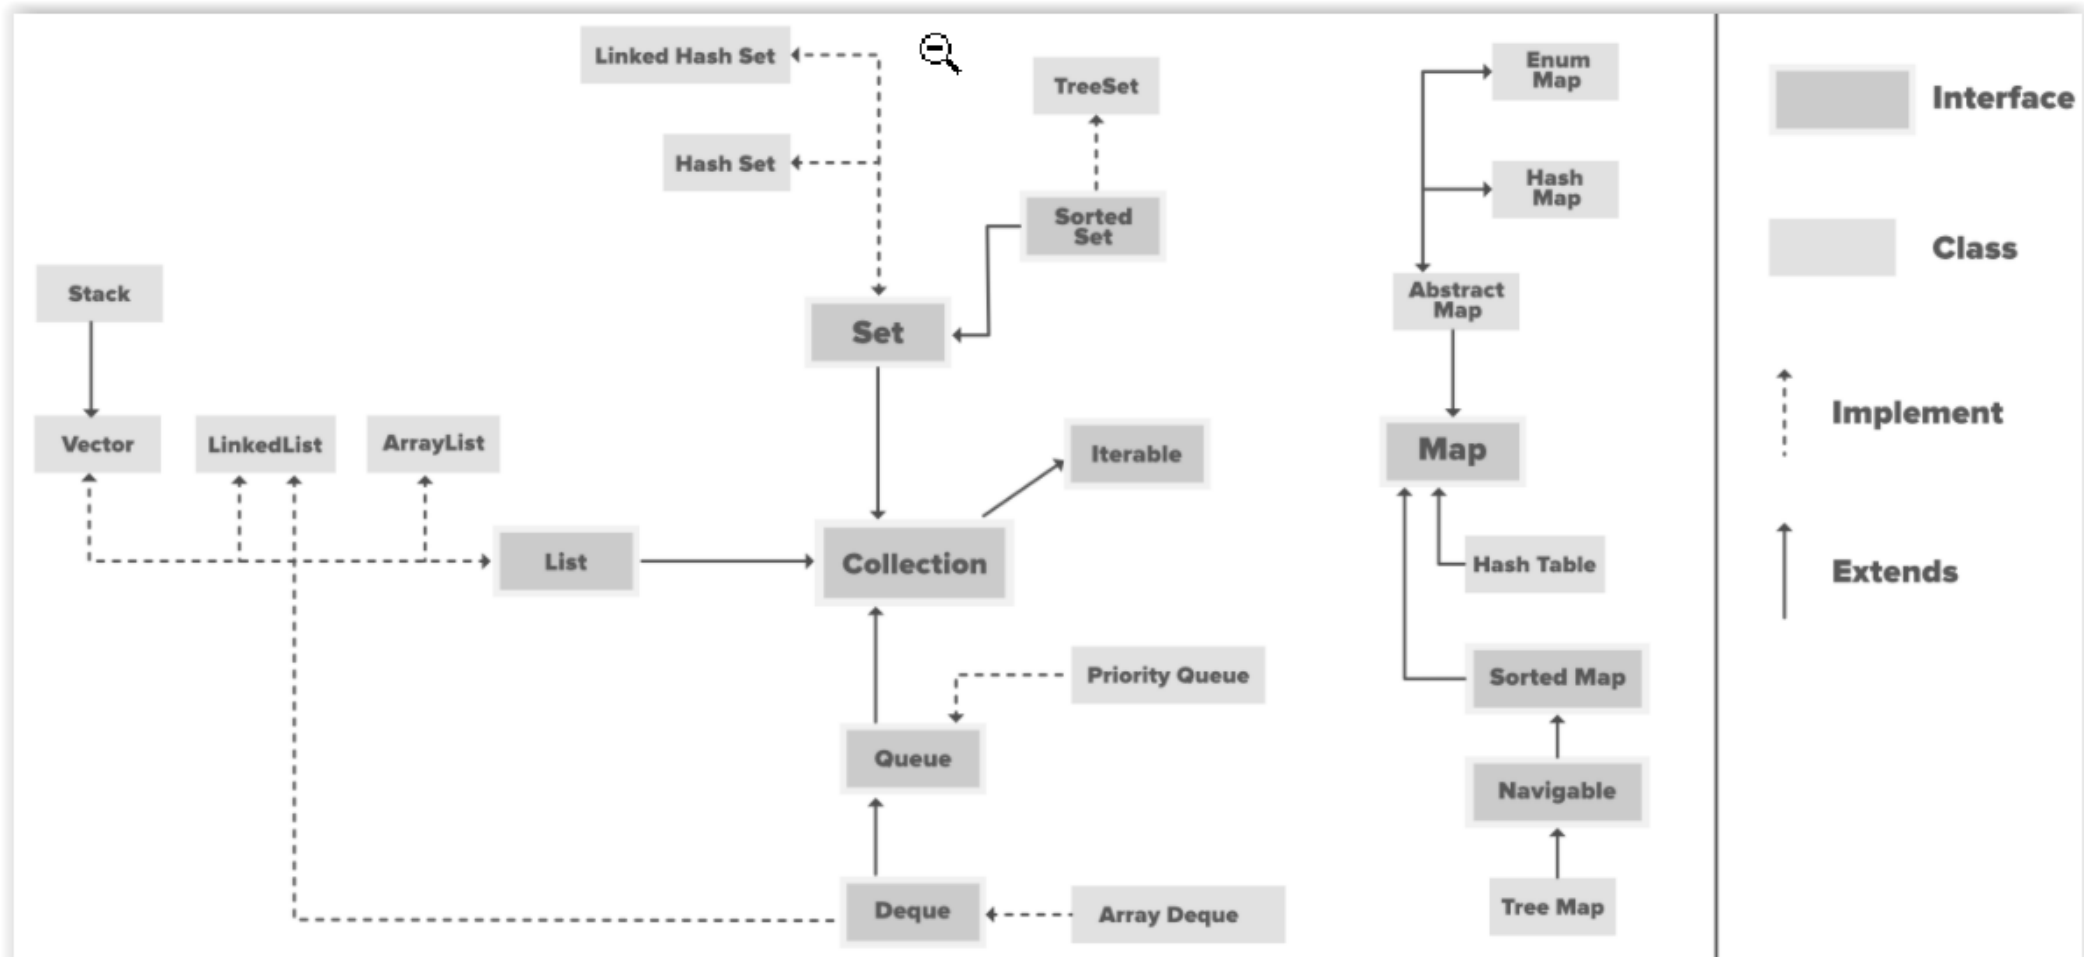 Linked Hash Set
TreeSet
Enum
Map
Interface
Hash Set
Hash
Map
Sorted
Set
Class
Stack
Abstract
Map
Set
Implement
Vector
LinkedList
ArrayList
Iterable
Map
List
Collection
Hash Table
Extends
Priority Queue
Sorted Map
Queue
Navigable
Deque
Array Deque
Tree Map